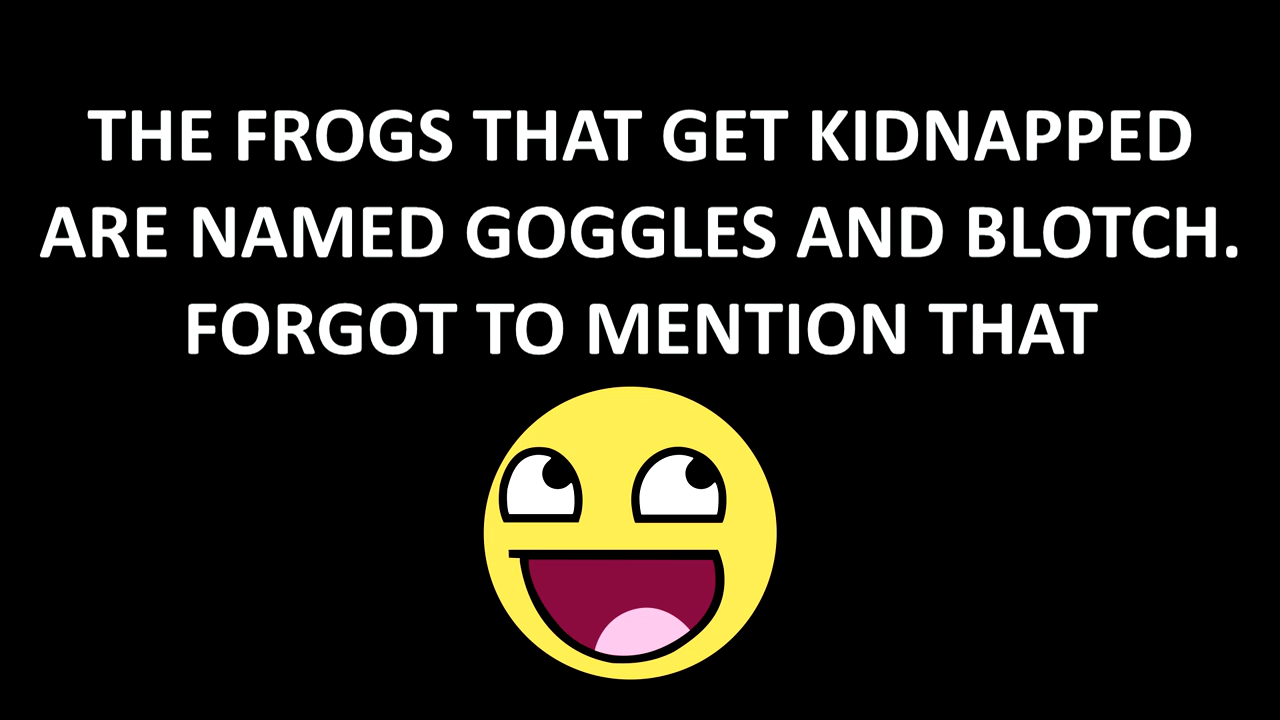 THE FROGS THAT GET KIDNAPPED
ARE NAMED GOGGLES AND BLOTCH.
FORGOT TO MENTION THAT